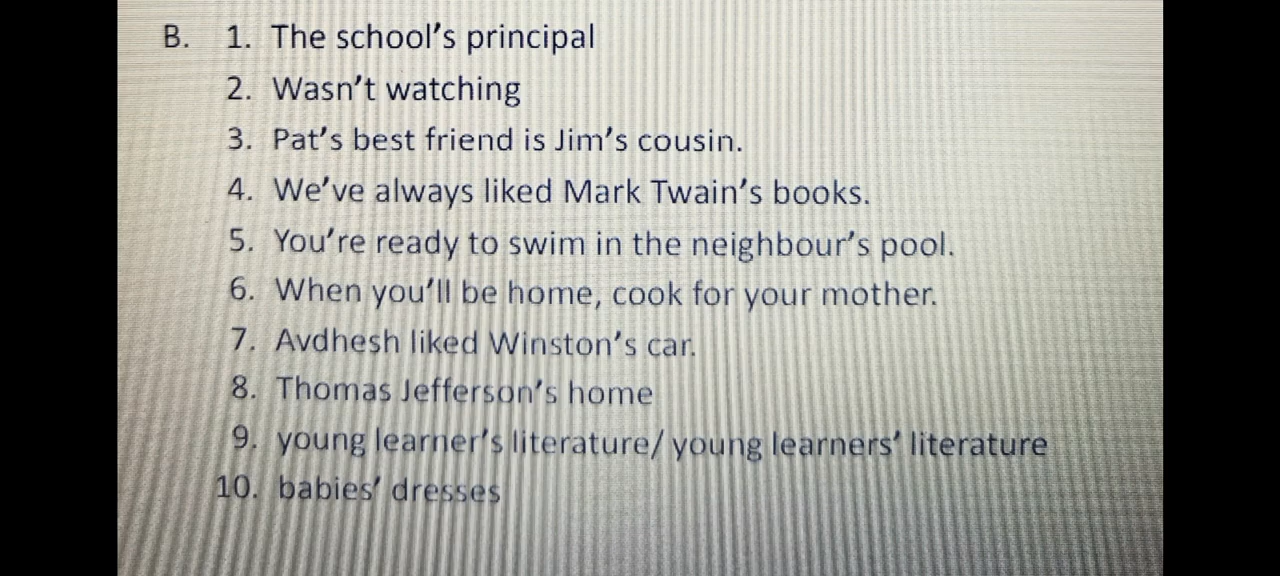 B. 1. The school's principal
2. Wasn't watching
3. Pat's best friend is Jim's cousin.
4. We've always liked Mark Twain's books.
5. You're ready to swim in the neighbour's pool.
6. When you'll be home, cook for your mother.
7. Avdhesh liked Winston's car.
8. Thomas Jefferson's home
9. young learner's literature/ young learners' literature
10. babies' dresses